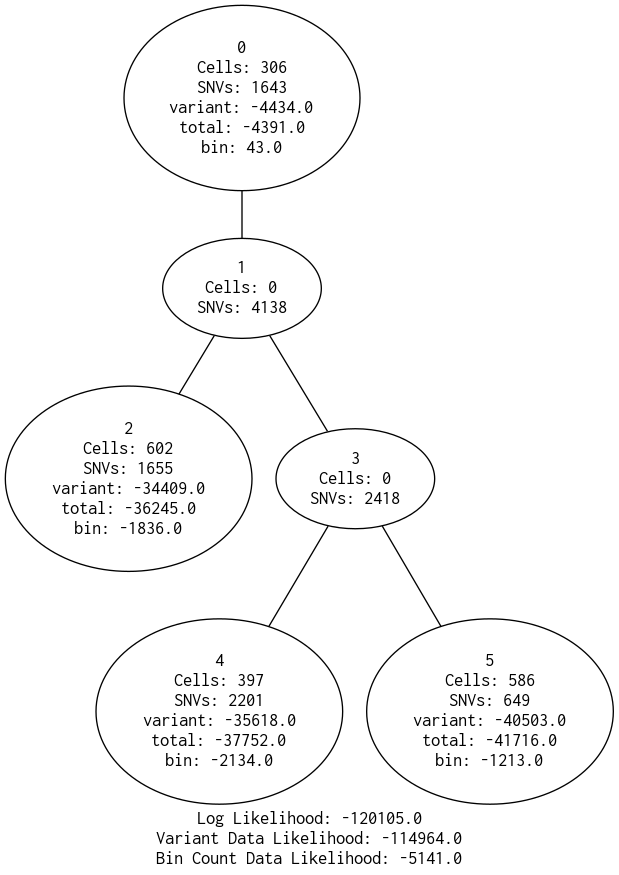 0
Cells: 306
SNVs: 1643
variant: -4434.0
total: -4391.0
bin: 43.0
1
Cells: 0
SNVs: 4138
2
Cells: 602
SNVs: 1655
variant: -34409.0
total: -36245.0
bin: -1836.0
3
Cells: 0
SNVs: 2418
4
Cells: 397
SNVs: 2201
variant: -35618.0
total: -37752.0
bin: -2134.0
5
Cells: 586
SNVs: 649
variant: -40503.0
total: -41716.0
bin: -1213.0
Log Likelihood: -120105.0
Variant Data Likelihood: -114964.0
Bin Count Data Likelihood: -5141.0